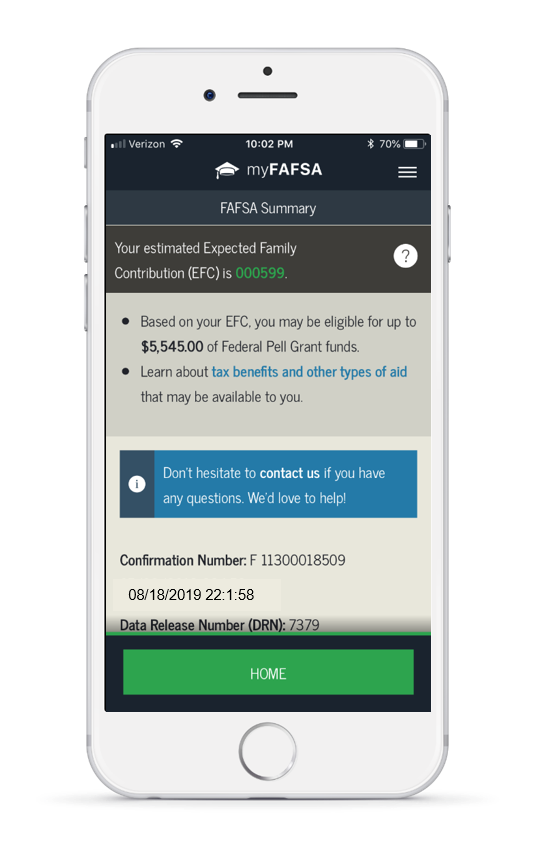 Verizon 10:02 PM 70%
myFAFSA
FAFSA Summary
Your estimated Expected Family
Contribution (EFC) is 000599.
?
• Based on your EFC, you may be eligible for up to
$5,545.00 of Federal Pell Grant funds.
• Learn about tax benefits and other types of aid
that may be available to you.
i Don't hesitate to contact us if you have
any questions. We'd love to help!
Confirmation Number: F 11300018509
08/18/2019 22:1:58
Data Release Number (DRN): 7379
HOME